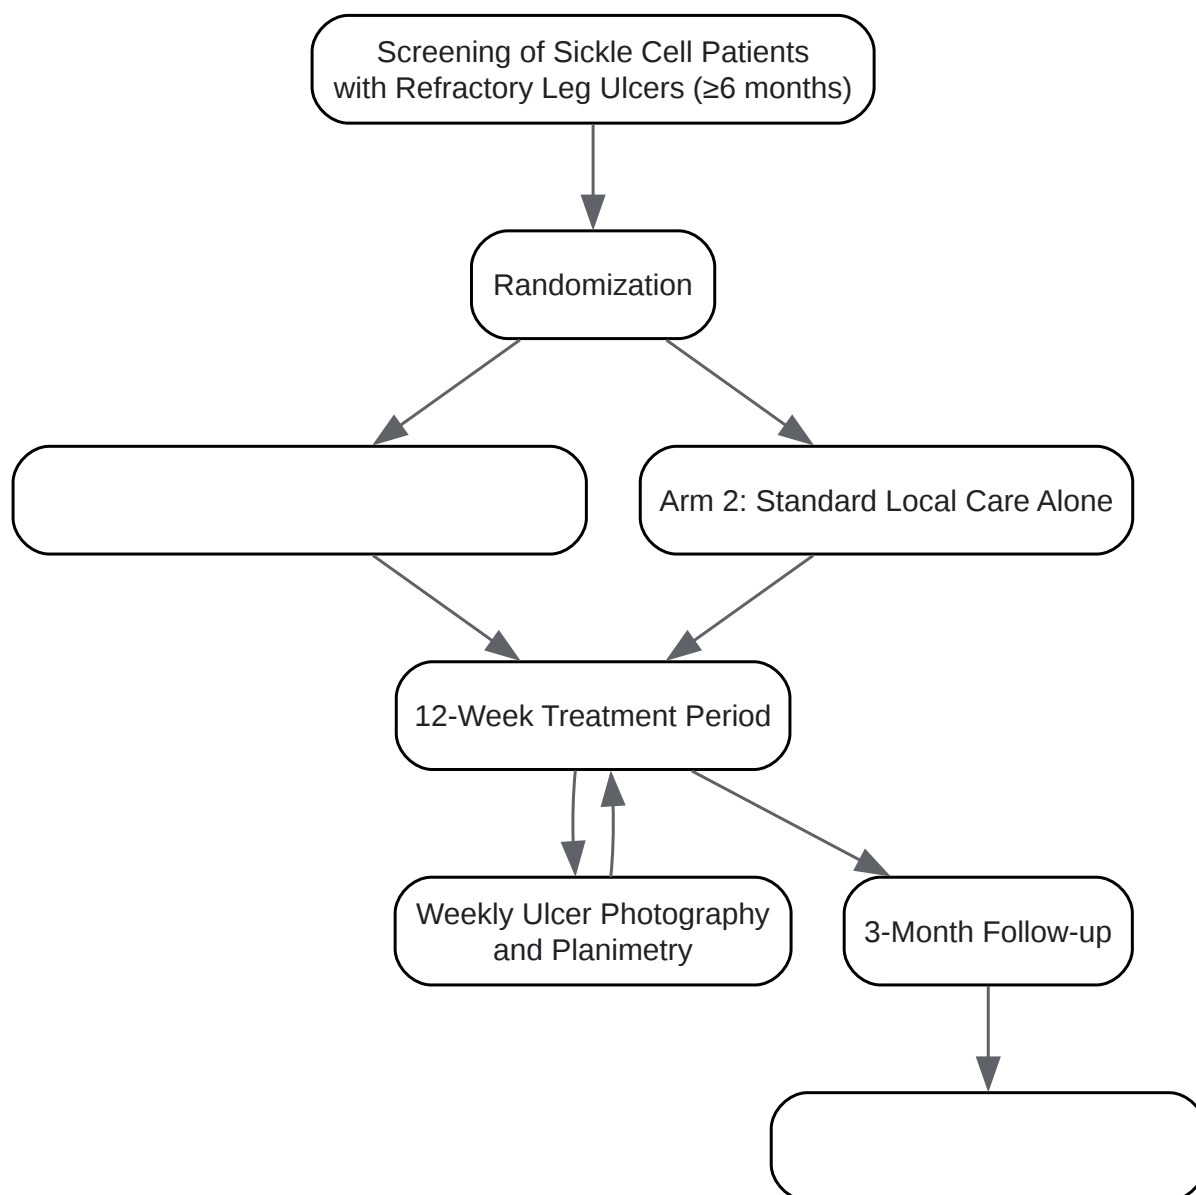 Screening of Sickle Cell Patients
with Refractory Leg Ulcers (≥6 months)
Randomization
Arm 2: Standard Local Care Alone
12-Week Treatment Period
Weekly Ulcer Photography
and Planimetry
3-Month Follow-up